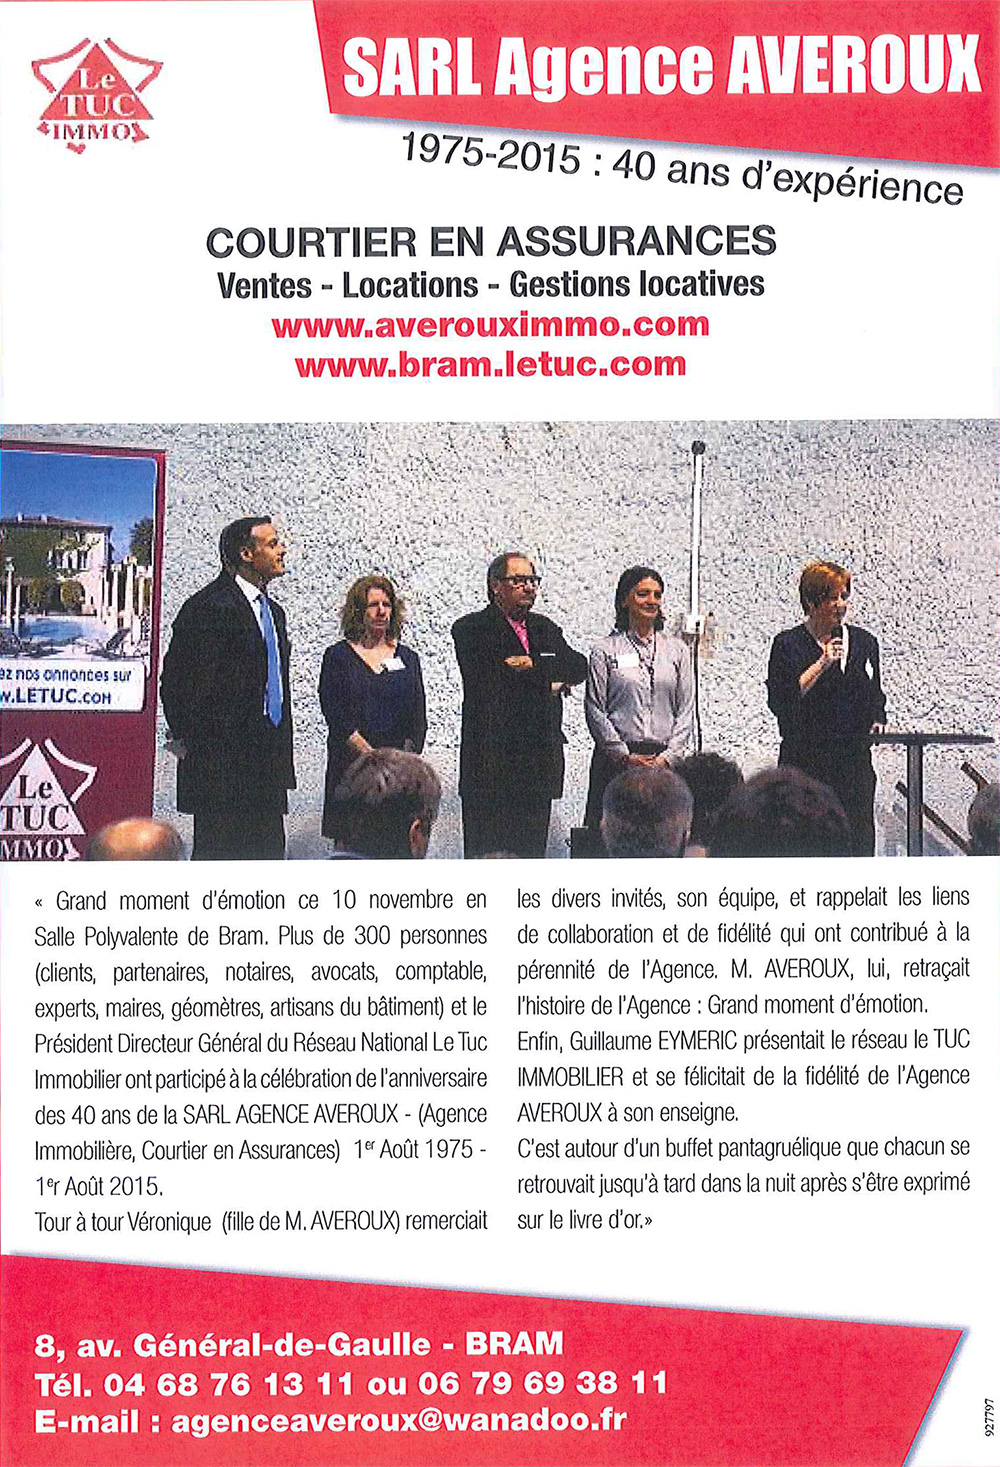 Le
TUC
IMMO
SARL Agence AVEROUX
1975-2015 : 40 ans d'expérience
COURTIER EN ASSURANCES
Ventes - Locations - Gestions locatives
www.averouximmo.com
www.bram.letuc.com
ez nos annonces sur
w.LETUC.COM
Le
TUC
IMMO
« Grand moment d'émotion ce 10 novembre en
Salle Polyvalente de Bram. Plus de 300 personnes
(clients, partenaires, notaires, avocats, comptable,
experts, maires, géomètres, artisans du bâtiment) et le
Président Directeur Général du Réseau National Le Tuc
Immobilier ont participé à la célébration de l'anniversaire
des 40 ans de la SARL AGENCE AVEROUX - (Agence
Immobilière, Courtier en Assurances) 1er Août 1975 -
1er Août 2015.
Tour à tour Véronique (fille de M. AVEROUX) remerciait
les divers invités, son équipe, et rappelait les liens
de collaboration et de fidélité qui ont contribué à la
pérennité de l'Agence. M. AVEROUX, lui, retraçait
l'histoire de l'Agence : Grand moment d'émotion.
Enfin, Guillaume EYMERIC présentait le réseau le TUC
IMMOBILIER et se félicitait de la fidélité de l'Agence
AVEROUX à son enseigne.
C'est autour d'un buffet pantagruélique que chacun se
retrouvait jusqu'à tard dans la nuit après s'être exprimé
sur le livre d'or.»
8, av. Général-de-Gaulle - BRAM
Tél. 04 68 76 13 11 ou 06 79 69 38 11
E-mail : agenceaveroux@wanadoo.fr
927797